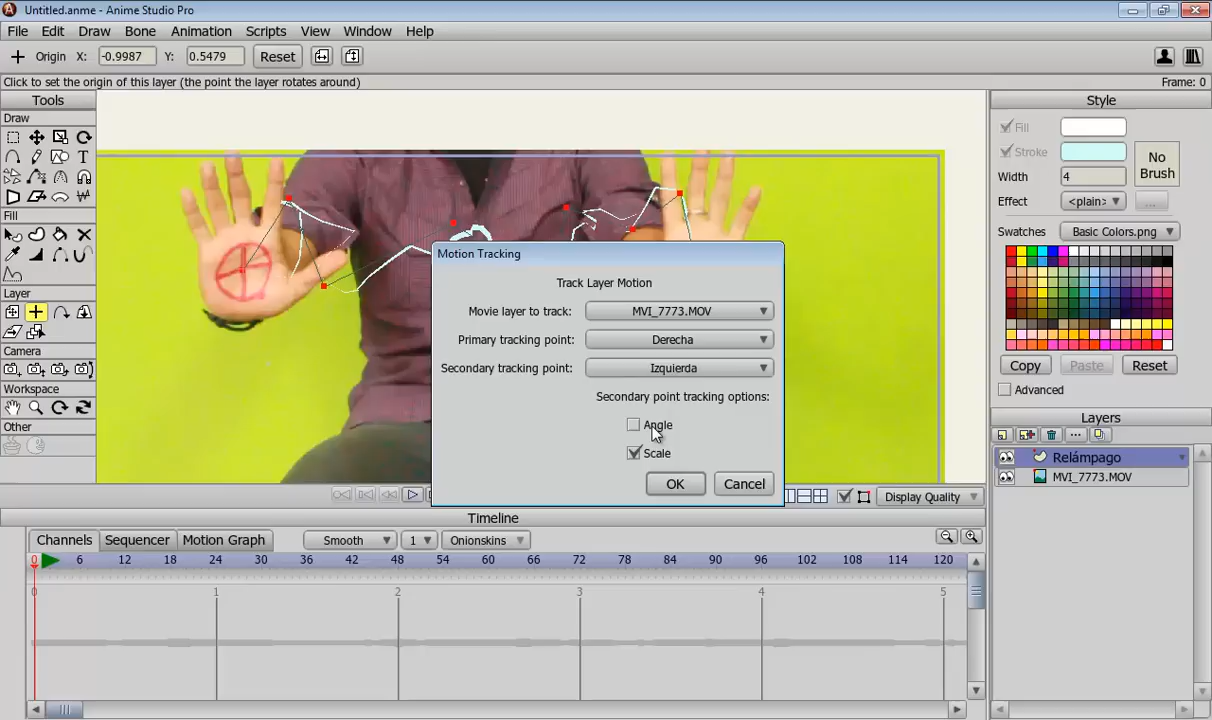 Untitled.anme - Anime Studio Pro
File Edit Draw Bone Animation Scripts View Window Help
Origin X: -0.9987 Y: 0.5479 Reset
Click to set the origin of this layer (the point the layer rotates around) Frame: 0
Tools
Draw
Fill
Layer
Camera
Other
Style
Fill
Stroke
No Brush
Width 4
Effect <plain> ...
Swatches Basic Colors.png
Copy Paste Reset
Advanced
Layers
Relámpago
MVI_7773.MOV
Motion Tracking
Track Layer Motion
Movie layer to track: MVI_7773.MOV
Primary tracking point: Derecha
Secondary tracking point: Izquierda
Secondary point tracking options:
Angle
Scale
OK Cancel
Display Quality
Timeline
Channels Sequencer Motion Graph Smooth 1 Onionskins
0 6 12 18 24 30 36 42 48 54 60 66 72 78 84 90 96 102 108 114 120
0 1 2 3 4 5